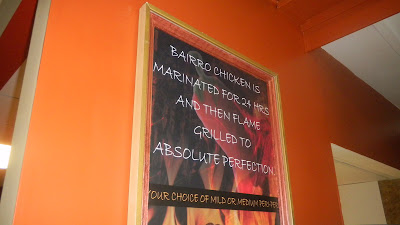 BAIRRO CHICKEN IS
MARINATED FOR 24 HRS
AND THEN FLAME
GRILLED TO
ABSOLUTE PERFECTION.
YOUR CHOICE OF MILD OR MEDIUM PERI-PERI